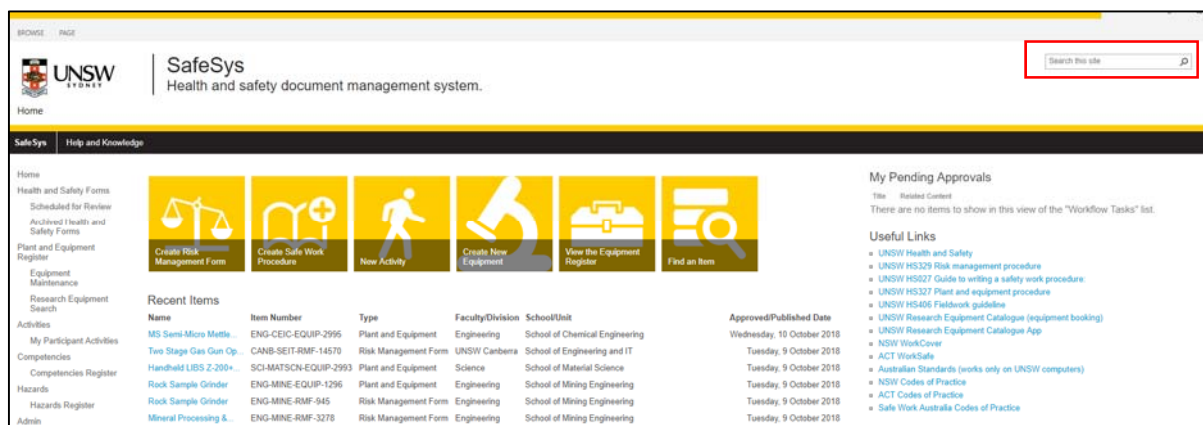 BROWSE PAGE
UNSW
SYDNEY
SafeSys
Health and safety document management system.
Search this site
Home
SafeSys Help and Knowledge
Home
Health and Safety Forms
Scheduled for Review
Archived Health and
Safety Forms
Plant and Equipment
Register
Equipment
Maintenance
Research Equipment
Search
Activities
My Participant Activities
Competencies
Competencies Register
Hazards
Hazards Register
Admin
Create Risk
Management Form
Create Safe Work
Procedure
New Activity
Create New
Equipment
View the Equipment
Register
Find an Item
Recent Items
Name Item Number Type Faculty/Division School/Unit Approved/Published Date
MS Semi-Micro Mettle... ENG-CEIC-EQUIP-2995 Plant and Equipment Engineering School of Chemical Engineering Wednesday, 10 October 2018
Two Stage Gas Gun Op... CANB-SEIT-RMF-14570 Risk Management Form UNSW Canberra School of Engineering and IT Tuesday, 9 October 2018
Handheld LIBS Z-200+... SCI-MATSCN-EQUIP-2993 Plant and Equipment Science School of Material Science Tuesday, 9 October 2018
Rock Sample Grinder ENG-MINE-EQUIP-1296 Plant and Equipment Engineering School of Mining Engineering Tuesday, 9 October 2018
Rock Sample Grinder ENG-MINE-RMF-945 Risk Management Form Engineering School of Mining Engineering Tuesday, 9 October 2018
Mineral Processing &... ENG-MINE-RMF-3278 Risk Management Form Engineering School of Mining Engineering Tuesday, 9 October 2018
My Pending Approvals
Title Related Content
There are no items to show in this view of the "Workflow Tasks" list.
Useful Links
UNSW Health and Safety
UNSW HS329 Risk management procedure
UNSW HS027 Guide to writing a safety work procedure
UNSW HS327 Plant and equipment procedure
UNSW HS406 Fieldwork guideline
UNSW Research Equipment Catalogue (equipment booking)
UNSW Research Equipment Catalogue App
NSW WorkCover
ACT WorkSafe
Australian Standards (works only on UNSW computers)
NSW Codes of Practice
ACT Codes of Practice
Safe Work Australia Codes of Practice